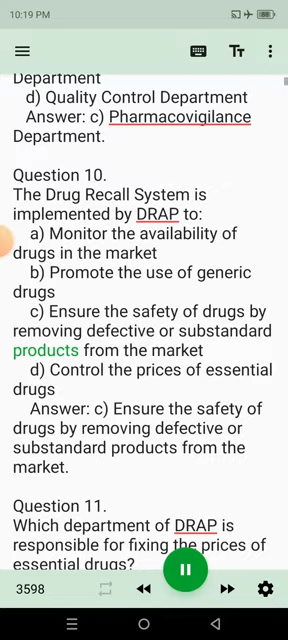 10:19 PM
Department
d) Quality Control Department
Answer: c) Pharmacovigilance
Department.
Question 10.
The Drug Recall System is
implemented by DRAP to:
a) Monitor the availability of
drugs in the market
b) Promote the use of generic
drugs
c) Ensure the safety of drugs by
removing defective or substandard
products from the market
d) Control the prices of essential
drugs
Answer: c) Ensure the safety of
drugs by removing defective or
substandard products from the
market.
Question 11.
Which department of DRAP is
responsible for fixing the prices of
essential drugs?
3598